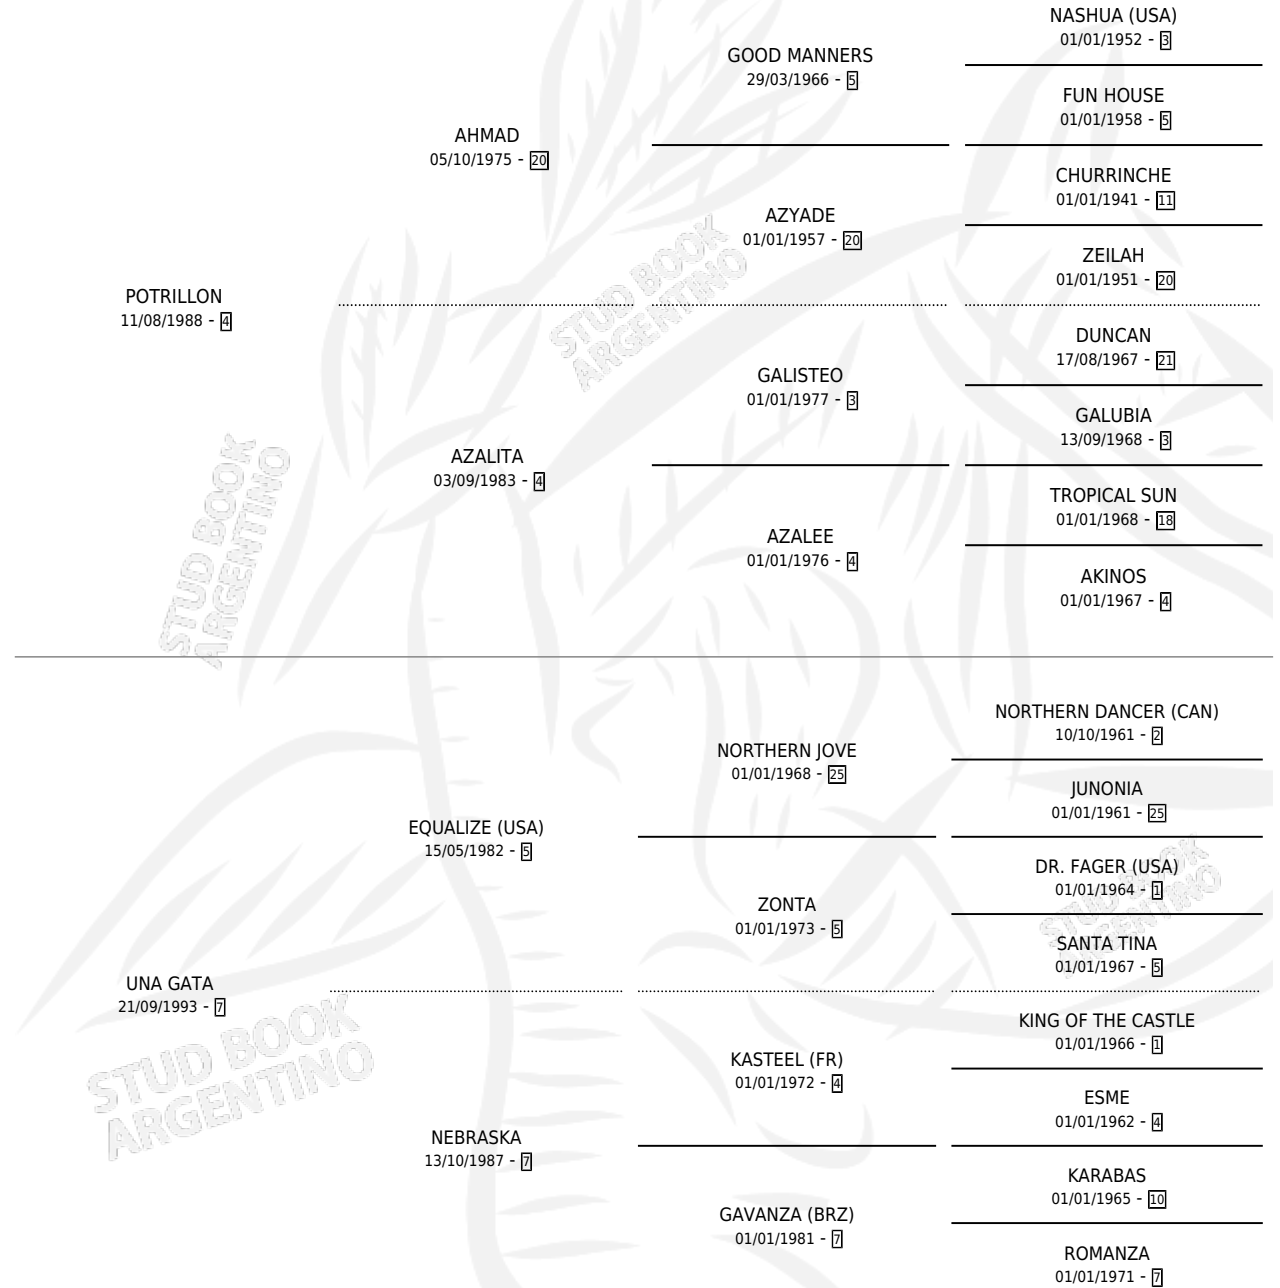 NASHUA (USA)
01/01/1952 - 3
GOOD MANNERS
29/03/1966 - 5
FUN HOUSE
01/01/1958 - 5
AHMAD
05/10/1975 - 20
CHURRINCHE
01/01/1941 - 11
AZYADE
01/01/1957 - 20
ZEILAH
01/01/1951 - 20
POTRILLON
11/08/1988 - 4
STUD BOOK
ARGENTINO
DUNCAN
17/08/1967 - 21
GALISTEO
01/01/1977 - 3
GALUBIA
13/09/1968 - 3
AZALITA
03/09/1983 - 4
TROPICAL SUN
01/01/1968 - 18
AZALEE
01/01/1976 - 4
AKINOS
01/01/1967 - 4
STUD BOOK
ARGENTINO
NORTHERN DANCER (CAN)
10/10/1961 - 2
NORTHERN JOVE
01/01/1968 - 25
JUNONIA
01/01/1961 - 25
EQUALIZE (USA)
15/05/1982 - 5
DR. FAGER (USA)
01/01/1964 - 1
ZONTA
01/01/1973 - 5
SANTA TINA
01/01/1967 - 5
STUD BOOK
ARGENTINO
UNA GATA
21/09/1993 - 7
KING OF THE CASTLE
01/01/1966 - 1
KASTEEL (FR)
01/01/1972 - 4
ESME
01/01/1962 - 4
STUD BOOK
ARGENTINO
NEBRASKA
13/10/1987 - 7
KARABAS
01/01/1965 - 10
GAVANZA (BRZ)
01/01/1981 - 7
ROMANZA
01/01/1971 - 7